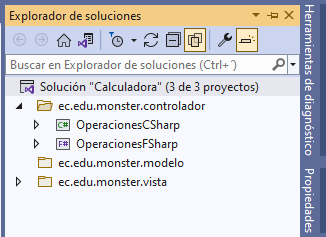 Explorador de soluciones
Buscar en Explorador de soluciones (Ctrl+´)
Solución "Calculadora" (3 de 3 proyectos)
ec.edu.monster.controlador
C# OperacionesCSharp
F# OperacionesFSharp
ec.edu.monster.modelo
ec.edu.monster.vista
Herramientas de diagnóstico
Propiedades